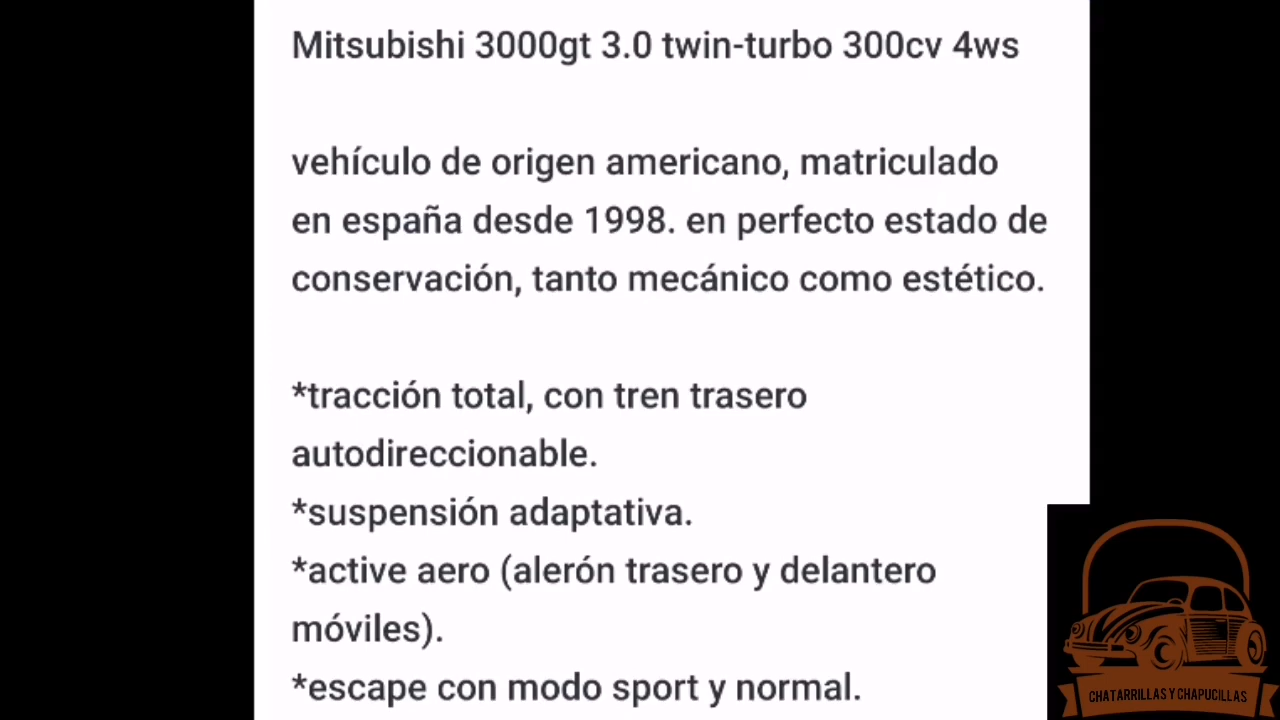 Mitsubishi 3000gt 3.0 twin-turbo 300cv 4ws
vehículo de origen americano, matriculado
en españa desde 1998. en perfecto estado de
conservación, tanto mecánico como estético.
*tracción total, con tren trasero
autodireccionable.
*suspensión adaptativa.
*active aero (alerón trasero y delantero
móviles).
*escape con modo sport y normal.
CHATARRILLAS Y CHAPUCILLAS